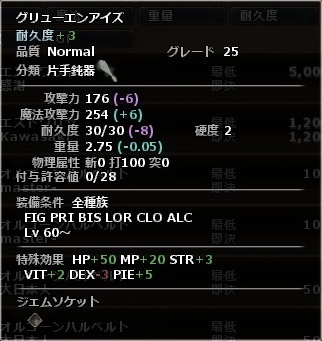 グリューエンアイズ
耐久度+3
品質 Normal グレード 25
分類 片手鈍器
攻撃力 176 (-6)
魔法攻撃力 254 (+6)
耐久度 30/30 (-8) 硬度 2
重量 2.75 (-0.05)
物理属性 斬0 打100 突0
付与許容値 0/28
装備条件 全種族
FIG PRI BIS LOR CLO ALC
Lv 60～
特殊効果 HP+50 MP+20 STR+3
VIT+2 DEX-3 PIE+5
ジェムソケット